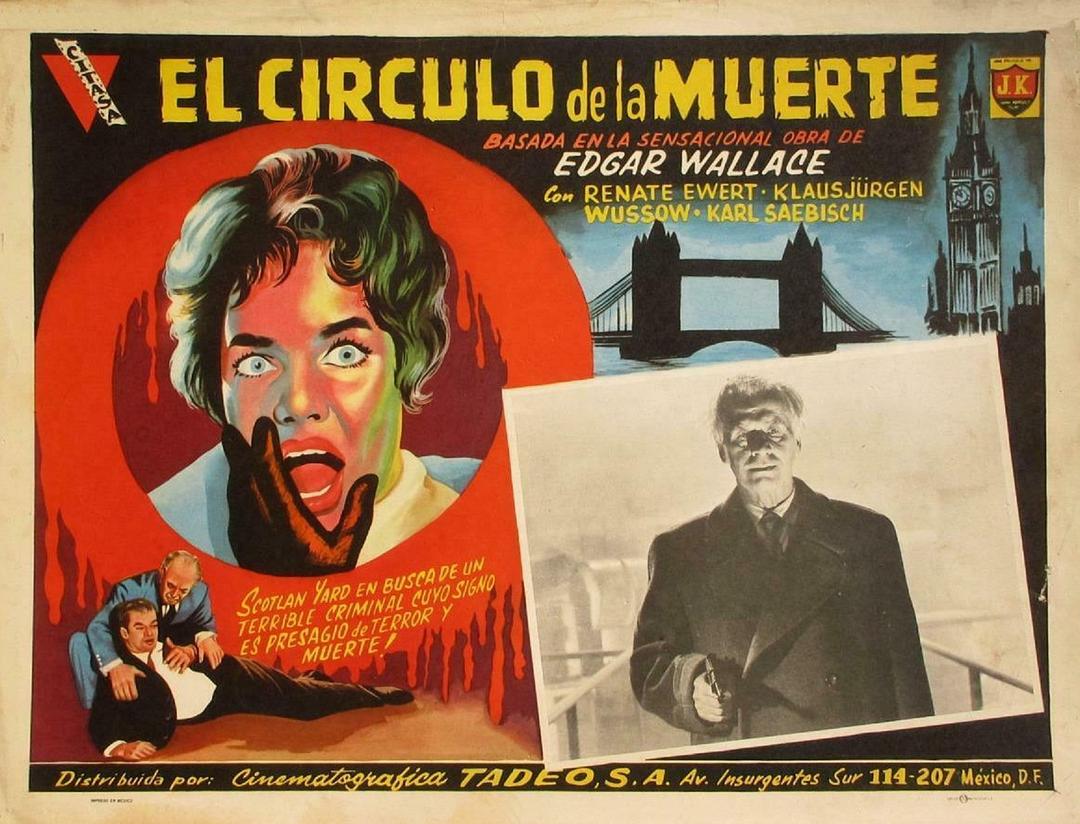 CHASA
EL CIRCULO de la MUERTE
J.K.
BASADA EN LA SENSACIONAL OBRA DE
EDGAR WALLACE
Con RENATE EWERT · KLAUSJÜRGEN
WUSSOW · KARL SAEBISCH
SCOTLAN YARD EN BUSCA DE UN
TERRIBLE CRIMINAL CUYO SIGNO
ES PRESAGIO de TERROR Y
MUERTE!
Distribuida por: Cinematografica TADEO, S.A. Av. Insurgentes Sur 114-207 México, D.F.
IMPRESO EN MEXICO